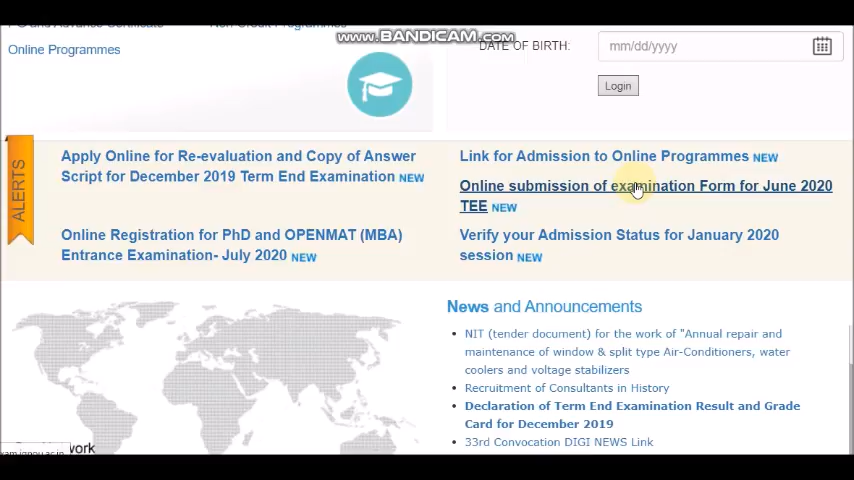 www.BANDICAM.com
Online Programmes
DATE OF BIRTH:
mm/dd/yyyy
Login
ALERTS
Apply Online for Re-evaluation and Copy of Answer
Script for December 2019 Term End Examination NEW
Online Registration for PhD and OPENMAT (MBA)
Entrance Examination- July 2020 NEW
Link for Admission to Online Programmes NEW
Online submission of examination Form for June 2020
TEE NEW
Verify your Admission Status for January 2020
session NEW
News and Announcements
NIT (tender document) for the work of "Annual repair and
maintenance of window & split type Air-Conditioners, water
coolers and voltage stabilizers
Recruitment of Consultants in History
Declaration of Term End Examination Result and Grade
Card for December 2019
33rd Convocation DIGI NEWS Link